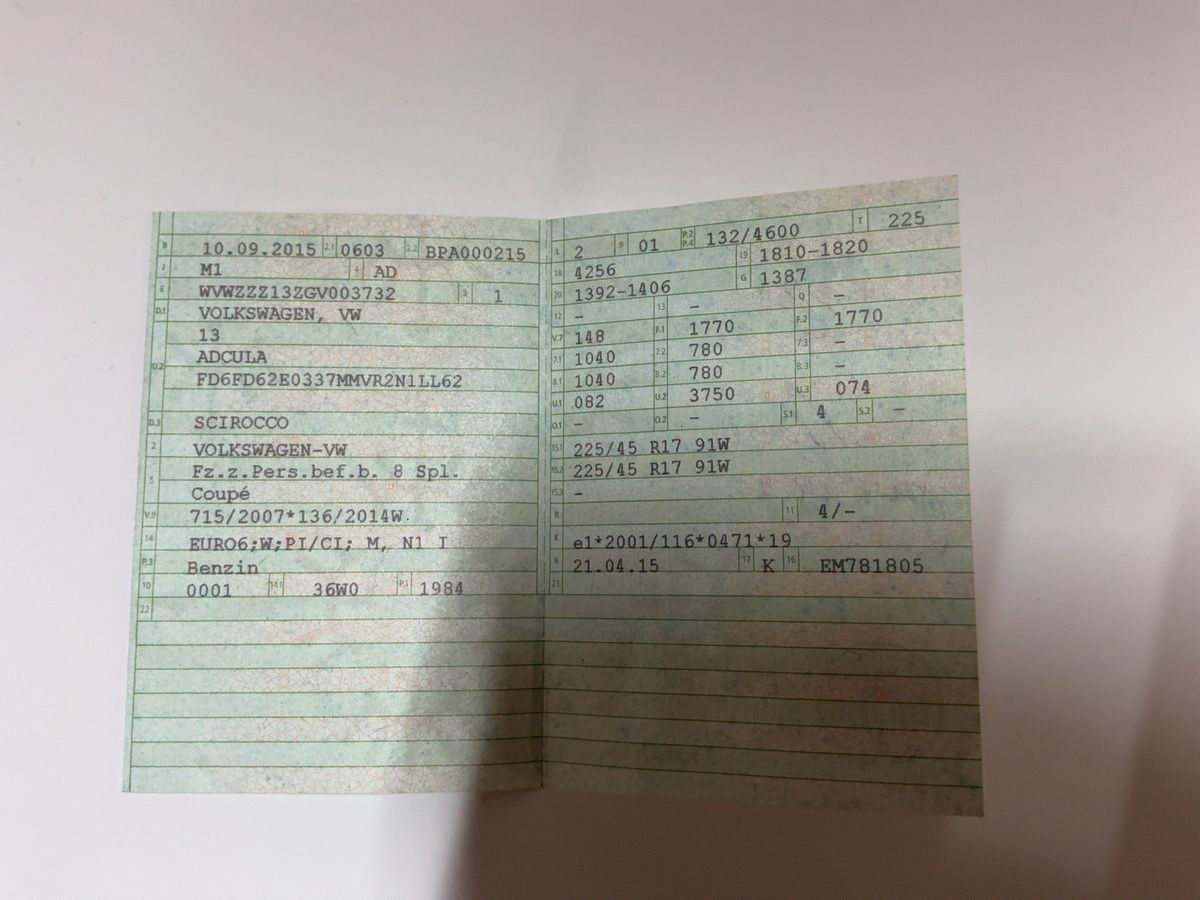 B 10.09.2015 2.1 0603 2.2 BPA000215
J M1 4 AD
E WVWZZZ13ZGV003732 3 1
D.1 VOLKSWAGEN, VW
13
D.2 ADCULA
FD6FD62E0337MMVR2N1LL62
D.3 SCIROCCO
2 VOLKSWAGEN-VW
5 Fz.z.Pers.bef.b. 8 Spl.
Coupé
V.9 715/2007*136/2014W
14 EURO6;W;PI/CI; M, N1 I
P.3 Benzin
10 0001 14.1 36W0 P.1 1984
22
L 2 9 01 P.2 P.4 132/4600 T 225
18 4256 19 1810-1820
20 1392-1406 G 1387
12 - 13 - Q -
V.7 148 F.1 1770 F.2 1770
7.1 1040 7.2 780 7.3 -
8.1 1040 8.2 780 8.3 -
U.1 082 U.2 3750 U.3 074
O.1 - O.2 - S.1 4 S.2 -
15.1 225/45 R17 91W
15.2 225/45 R17 91W
15.3 -
R 11 4/-
K e1*2001/116*0471*19
6 21.04.15 17 K 16 EM781805
21